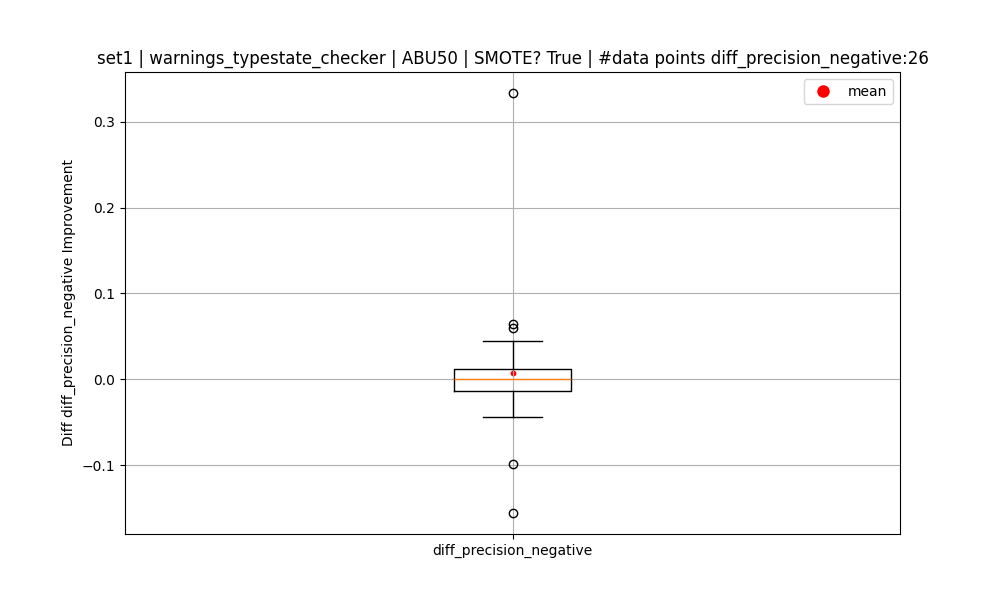 set1 | warnings_typestate_checker | ABU50 | SMOTE? True | #data points diff_precision_negative:26
mean
Diff diff_precision_negative Improvement
0.3
0.2
0.1
0.0
−0.1
diff_precision_negative